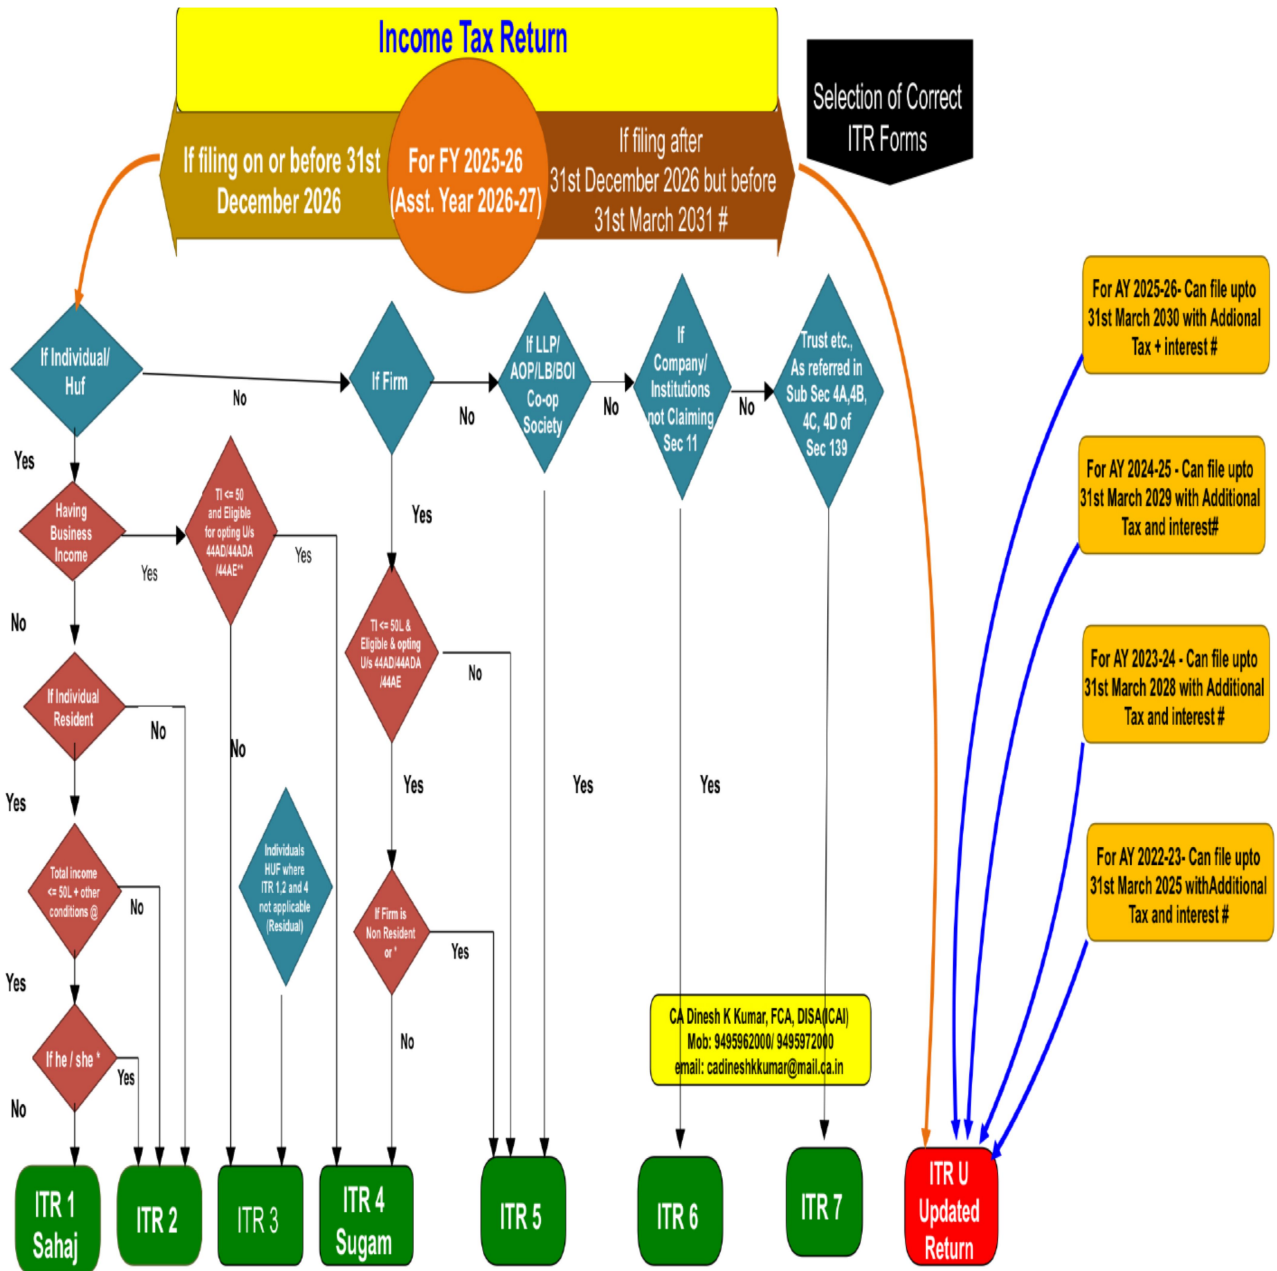 Income Tax Return
Selection of Correct
ITR Forms
If filing on or before 31st
December 2026
For FY 2025-26
(Asst. Year 2026-27)
If filing after
31st December 2026 but before
31st March 2031 #
If Individual/
Huf
No
If Firm
No
If LLP/
AOP/LB/BOI
Co-op
Society
No
If
Company/
Institutions
not Claiming
Sec 11
No
Trust etc.,
As referred in
Sub Sec 4A,4B,
4C, 4D of
Sec 139
For AY 2025-26- Can file upto
31st March 2030 with Addional
Tax + interest #
For AY 2024-25 - Can file upto
31st March 2029 with Additional
Tax and interest#
For AY 2023-24 - Can file upto
31st March 2028 with Additional
Tax and interest #
For AY 2022-23- Can file upto
31st March 2025 withAdditional
Tax and interest #
Yes
Having
Business
Income
Yes
TI <= 50
and Eligible
for opting U/s
44AD/44ADA
/44AE**
Yes
No
No
If Individual
Resident
No
Yes
Total income
<= 50L + other
conditions @
No
Yes
If he / she *
Yes
No
Individuals
HUF where
ITR 1,2 and 4
not applicable
(Residual)
Yes
TI <= 50L &
Eligible & opting
U/s 44AD/44ADA
/44AE
No
Yes
If Firm is
Non Resident
or *
Yes
No
Yes
Yes
CA Dinesh K Kumar, FCA, DISA(ICAI)
Mob: 9495962000/ 9495972000
email: cadineshkkumar@mail.ca.in
ITR 1
Sahaj
ITR 2
ITR 3
ITR 4
Sugam
ITR 5
ITR 6
ITR 7
ITR U
Updated
Return